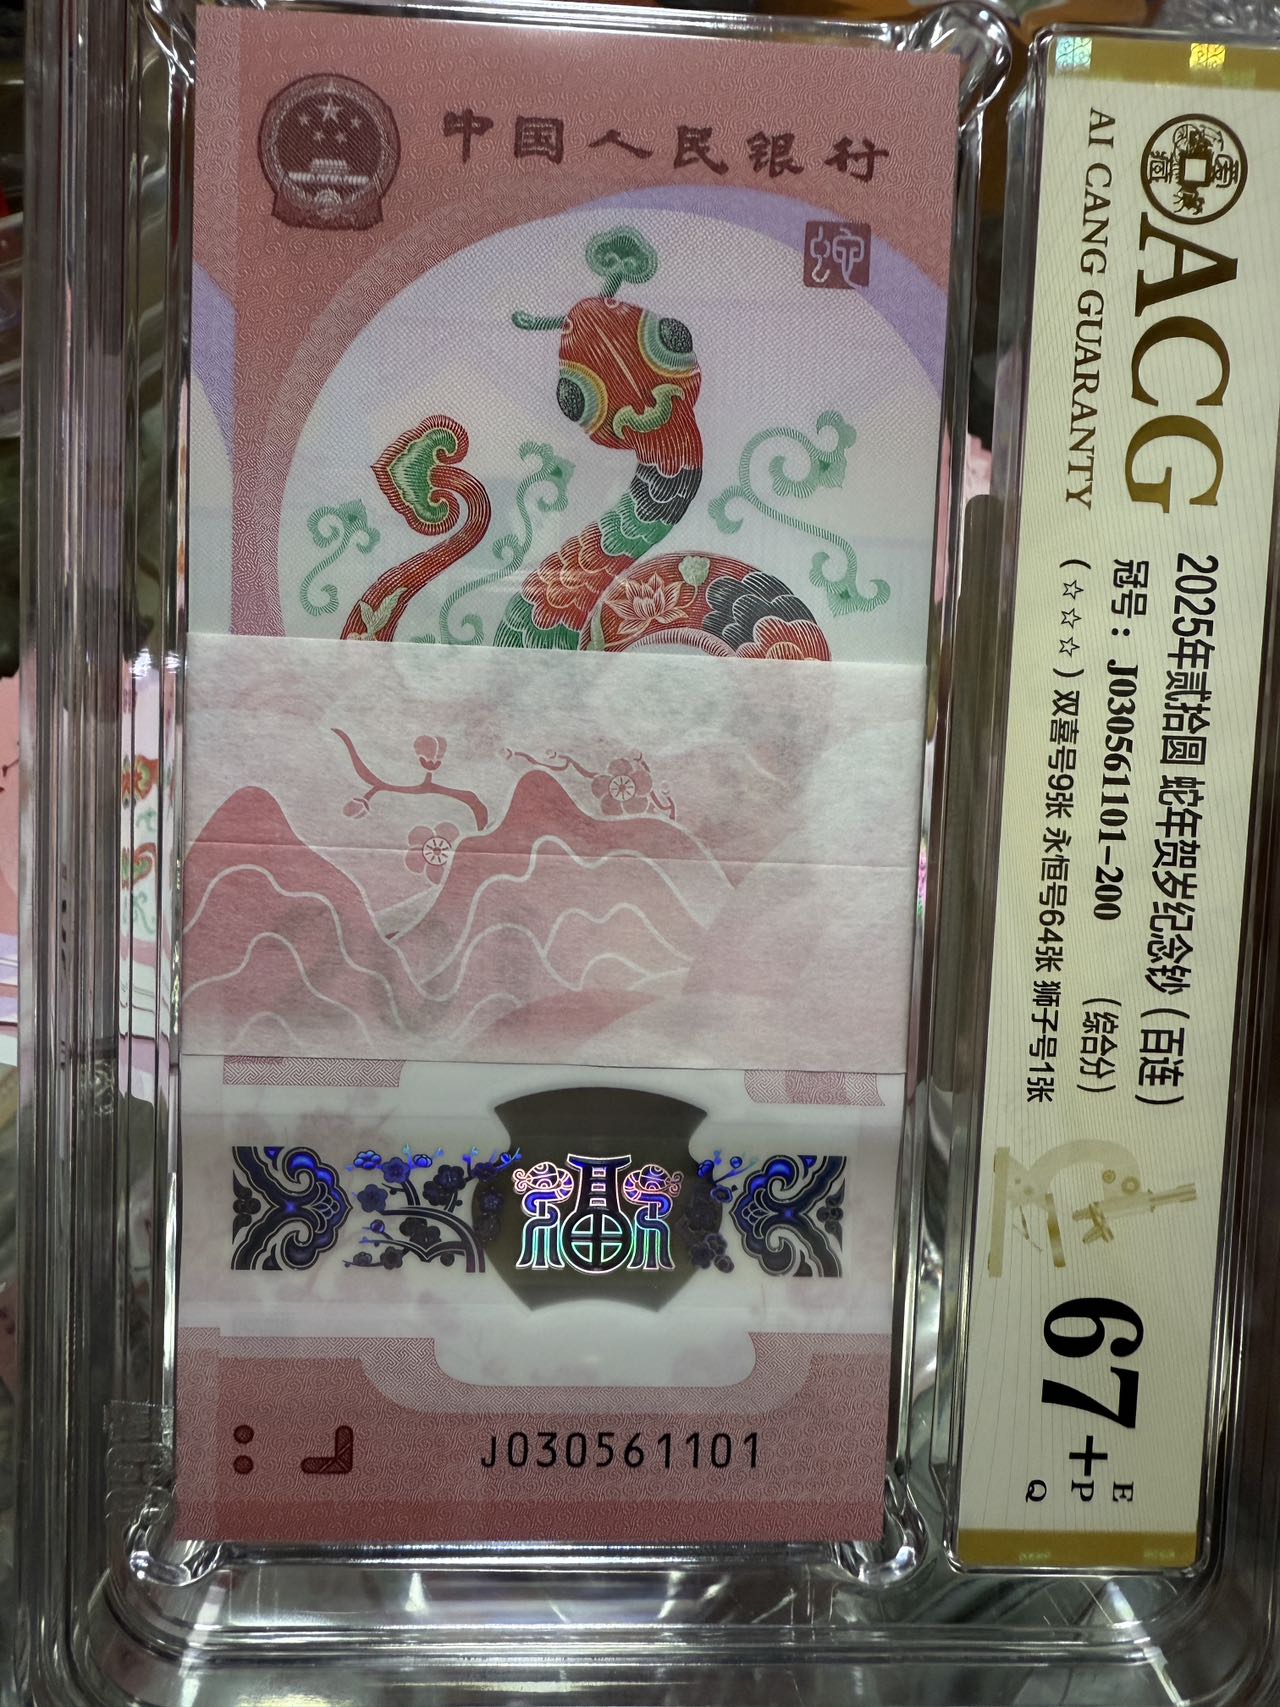 中国人民银行
蛇
J030561101
ACG
AI CANG GUARANTY
2025年贰拾圆 蛇年贺岁纪念钞（百连）
冠号：J030561101-200 （综合分）
（☆☆☆）双喜号9张 永恒号64张 狮子号1张
67+
E
P
Q